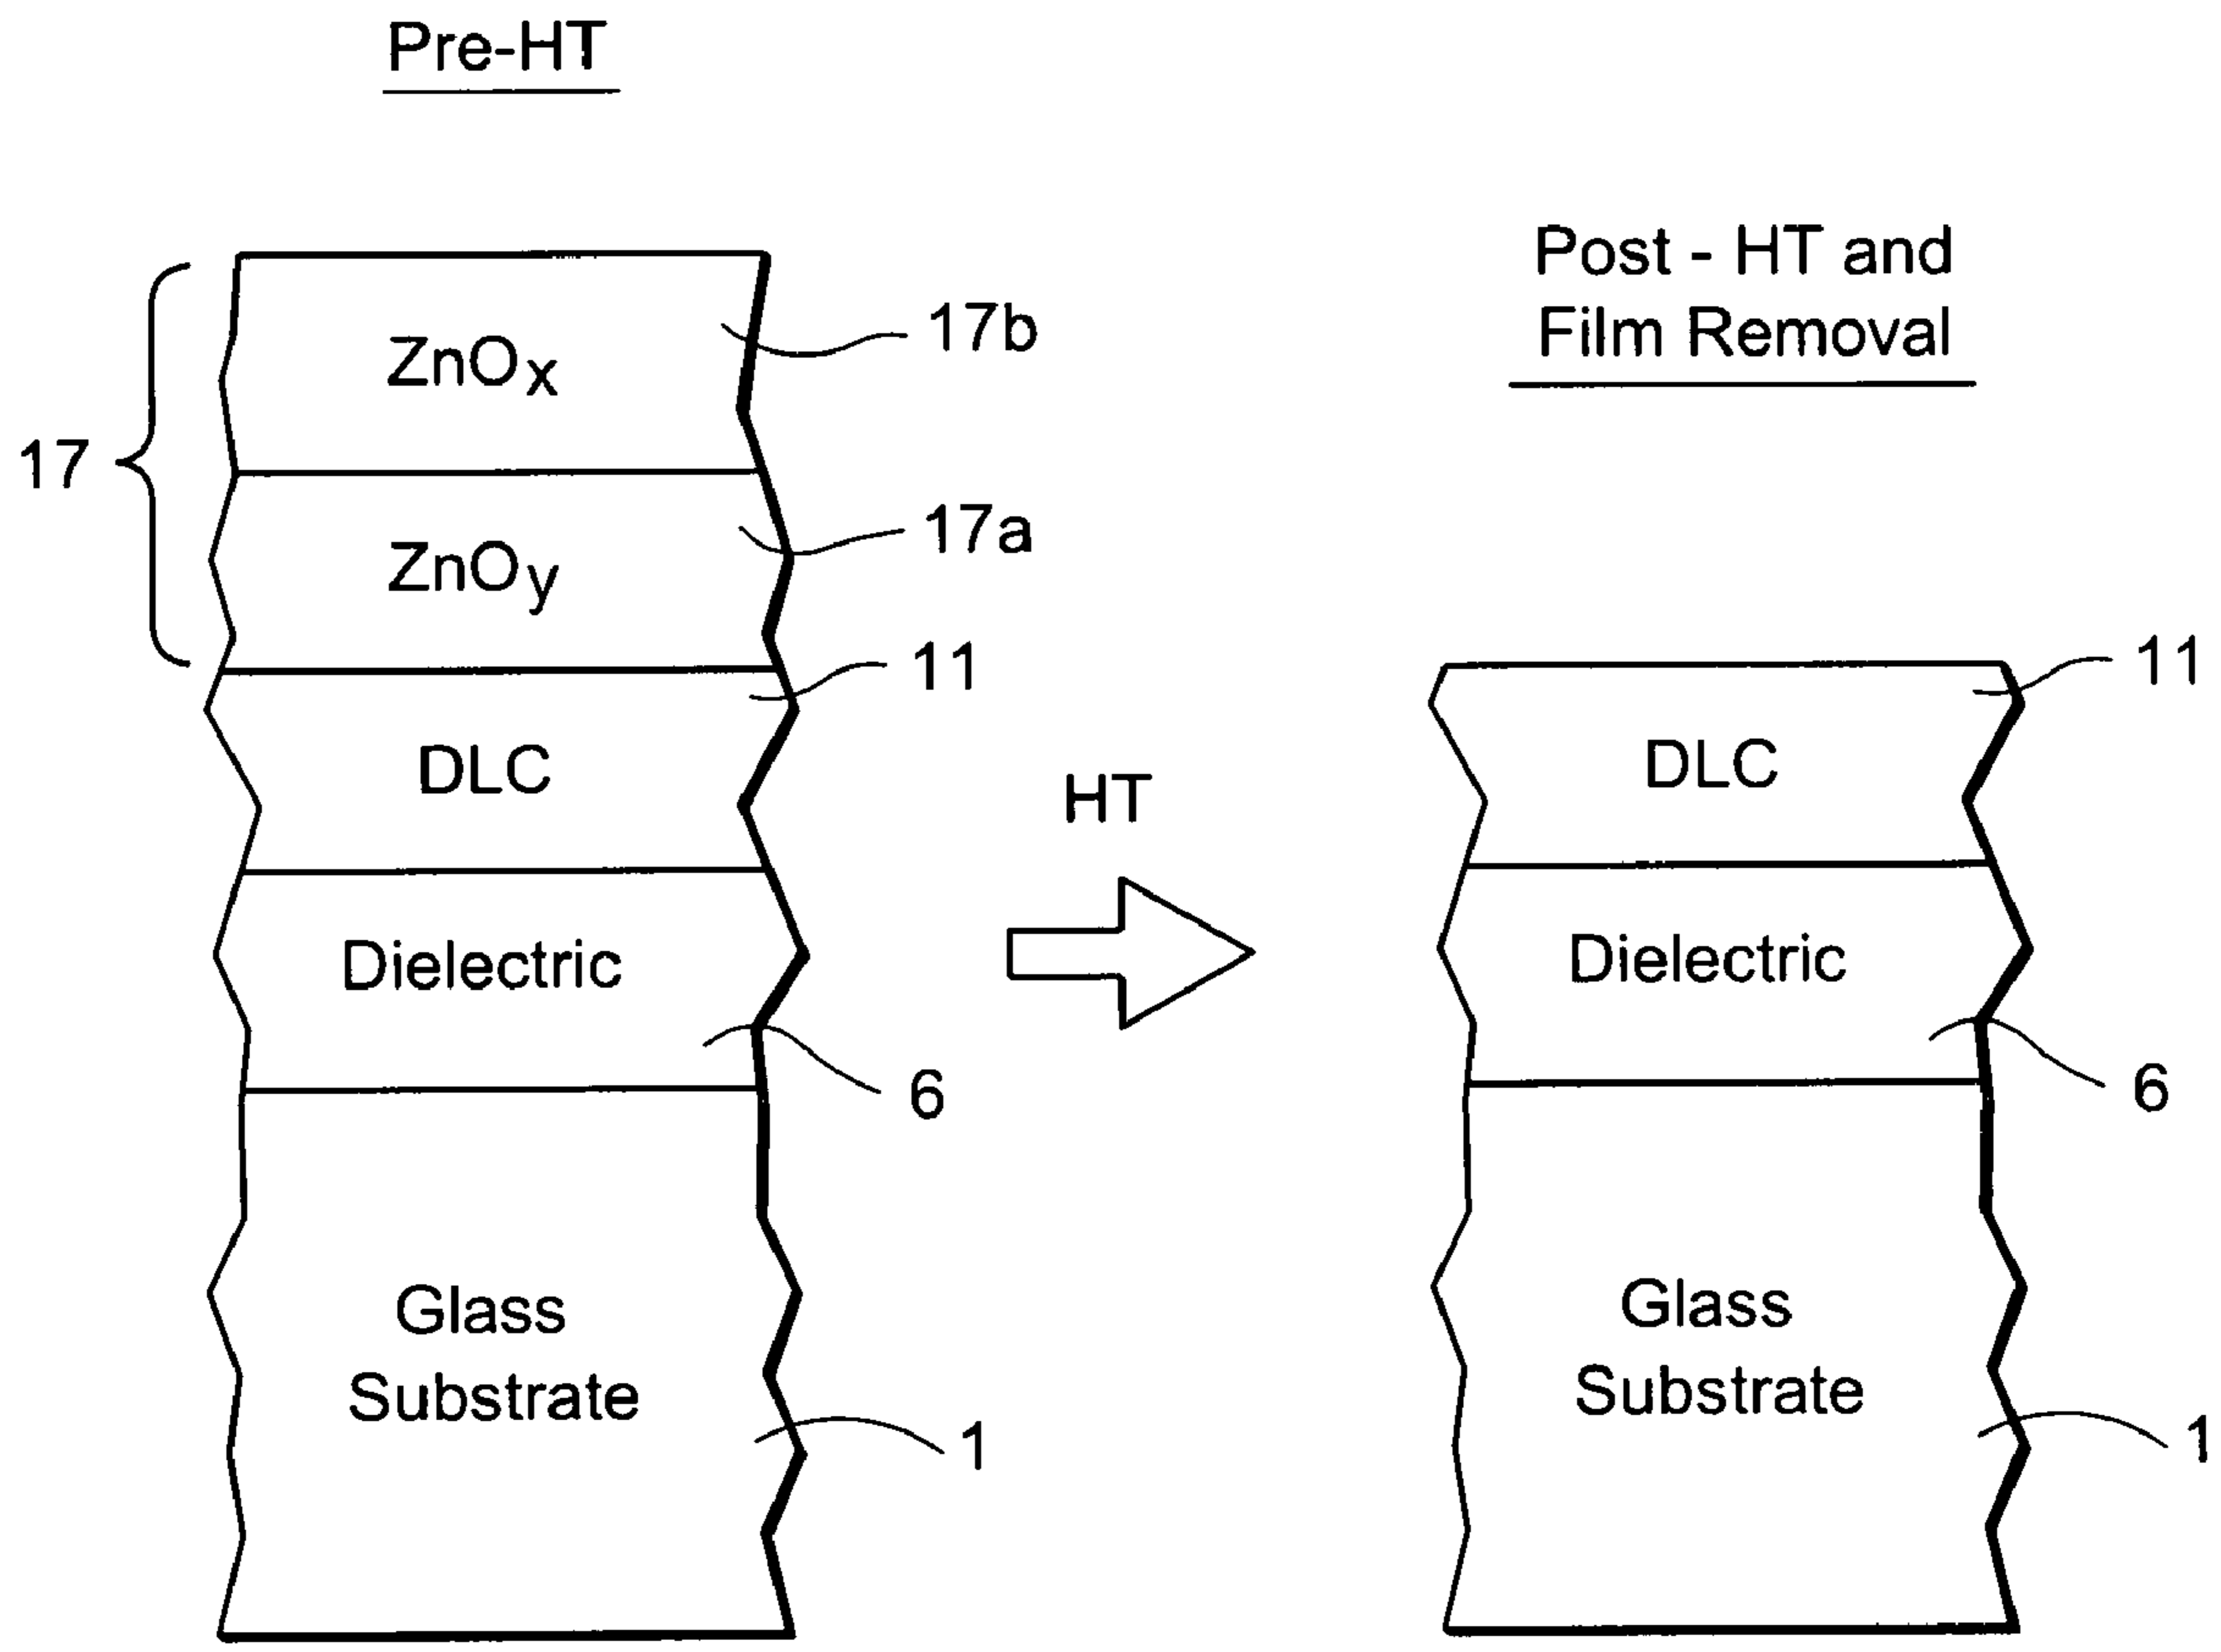 Pre-HT
17
ZnOx
17b
ZnOy
17a
DLC
11
Dielectric
6
Glass
Substrate
1
HT
Post - HT and
Film Removal
DLC
11
Dielectric
6
Glass
Substrate
1